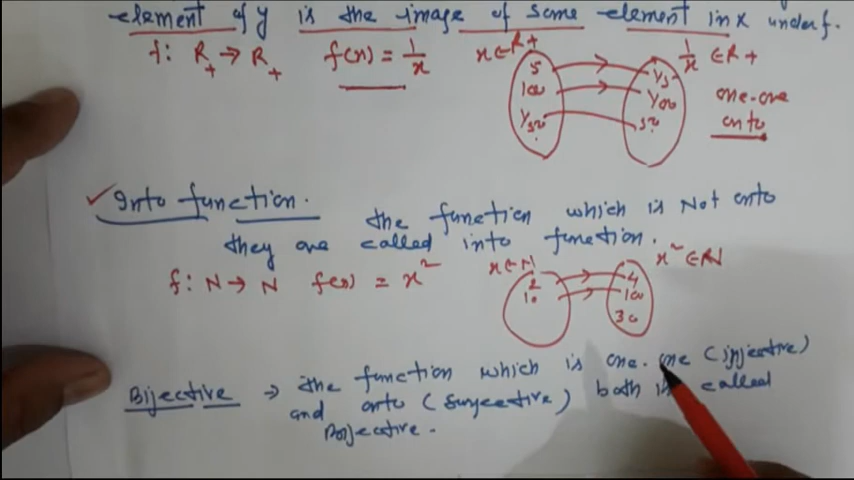 element of y is the image of some element in x under f.
f: R+ → R+ f(x) = 1/x x∈R+ 1/x ∈R+
5 1/5
100 1/100
1/50 50
one-one
onto
✓ Into function.
the function which is Not onto
they are called into function.
f: N → N f(x) = x² x∈N x² ∈N
2 4
10 100
30
Bijective → the function which is one.one (injective)
and onto (Surjective) both is called
Bijective.